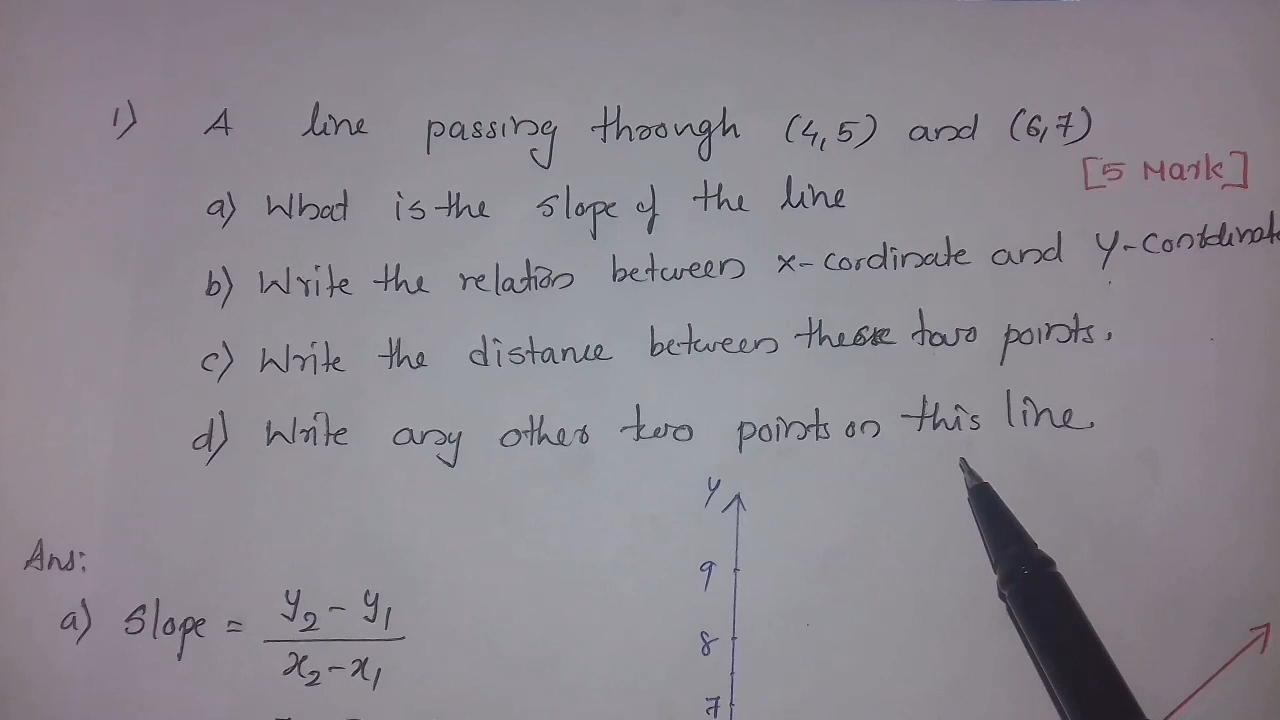 1) A line passing through (4,5) and (6,7)
[5 Mark]
a) What is the slope of the line
b) Write the relation between x-cordinate and y-cordinate
c) Write the distance between these two points.
d) Write any other two points on this line.
Ans:
a) Slope = y₂ - y₁ / x₂ - x₁
y
9
8
7